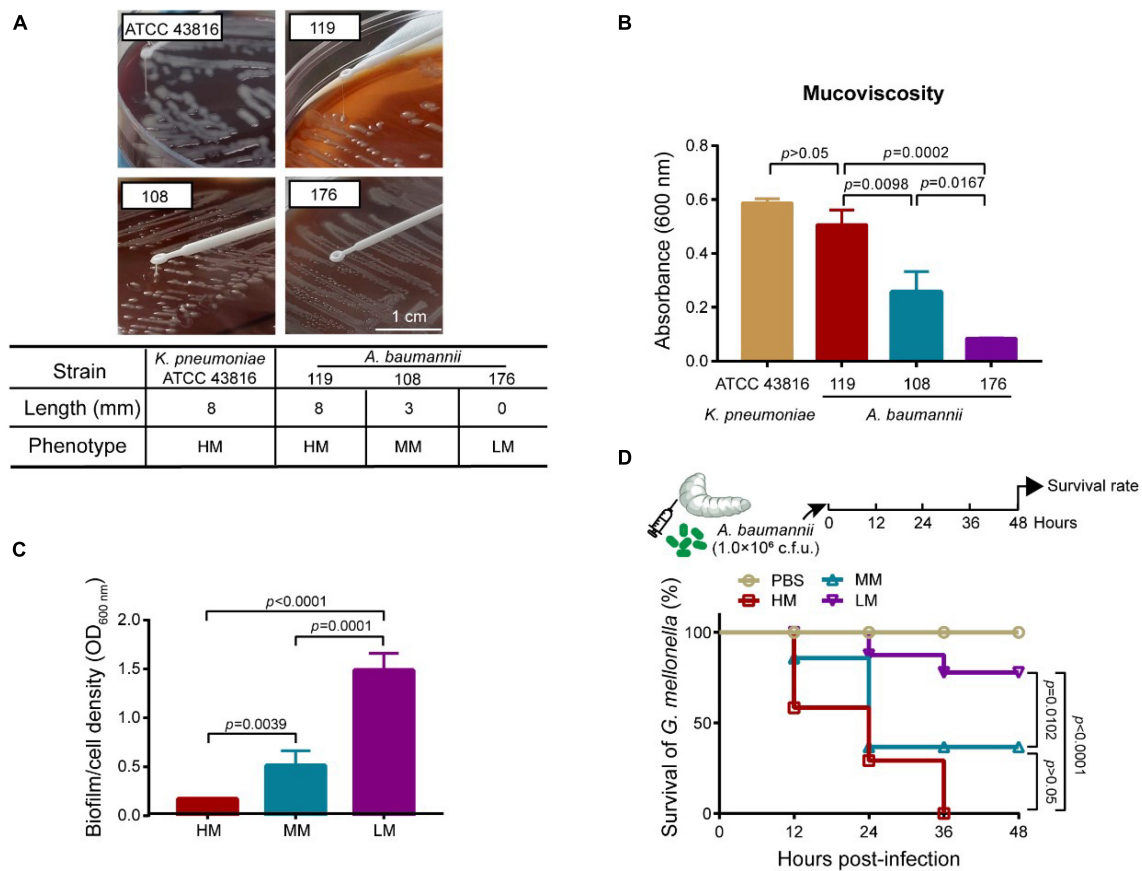 A
ATCC 43816
119
108
176
1 cm
Strain K. pneumoniae ATCC 43816 A. baumannii 119 108 176
Length (mm) 8 8 3 0
Phenotype HM HM MM LM
B
Mucoviscosity
Absorbance (600 nm)
0.8
0.6
0.4
0.2
0.0
p>0.05
p=0.0002
p=0.0098
p=0.0167
ATCC 43816 119 108 176
K. pneumoniae A. baumannii
C
Biofilm/cell density (OD600 nm)
2.0
1.5
1.0
0.5
0.0
p<0.0001
p=0.0001
p=0.0039
HM MM LM
D
A. baumannii
(1.0×10⁶ c.f.u.)
0 12 24 36 48 Hours
Survival rate
PBS MM
HM LM
Survival of G. mellonella (%)
100
50
0
0 12 24 36 48
Hours post-infection
p=0.0102
p>0.05
p<0.0001